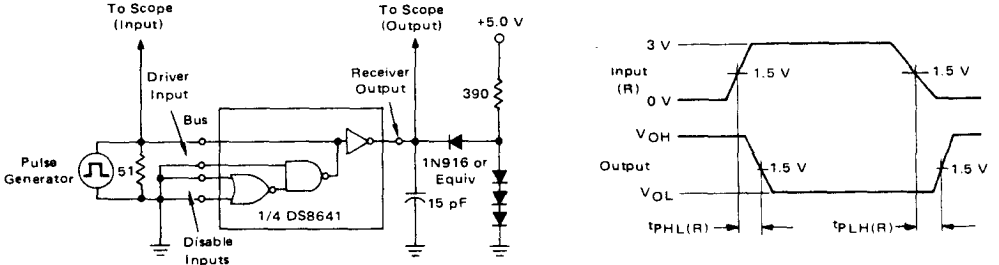 To Scope
(Input)
To Scope
(Output)
+5.0 V
Driver
Input
Receiver
Output
390
Bus
Pulse
Generator
51
1N916 or
Equiv
15 pF
1/4 DS8641
Disable
Inputs
3 V
Input
(R)
0 V
1.5 V
1.5 V
VOH
Output
VOL
1.5 V
1.5 V
tPHL(R)
tPLH(R)